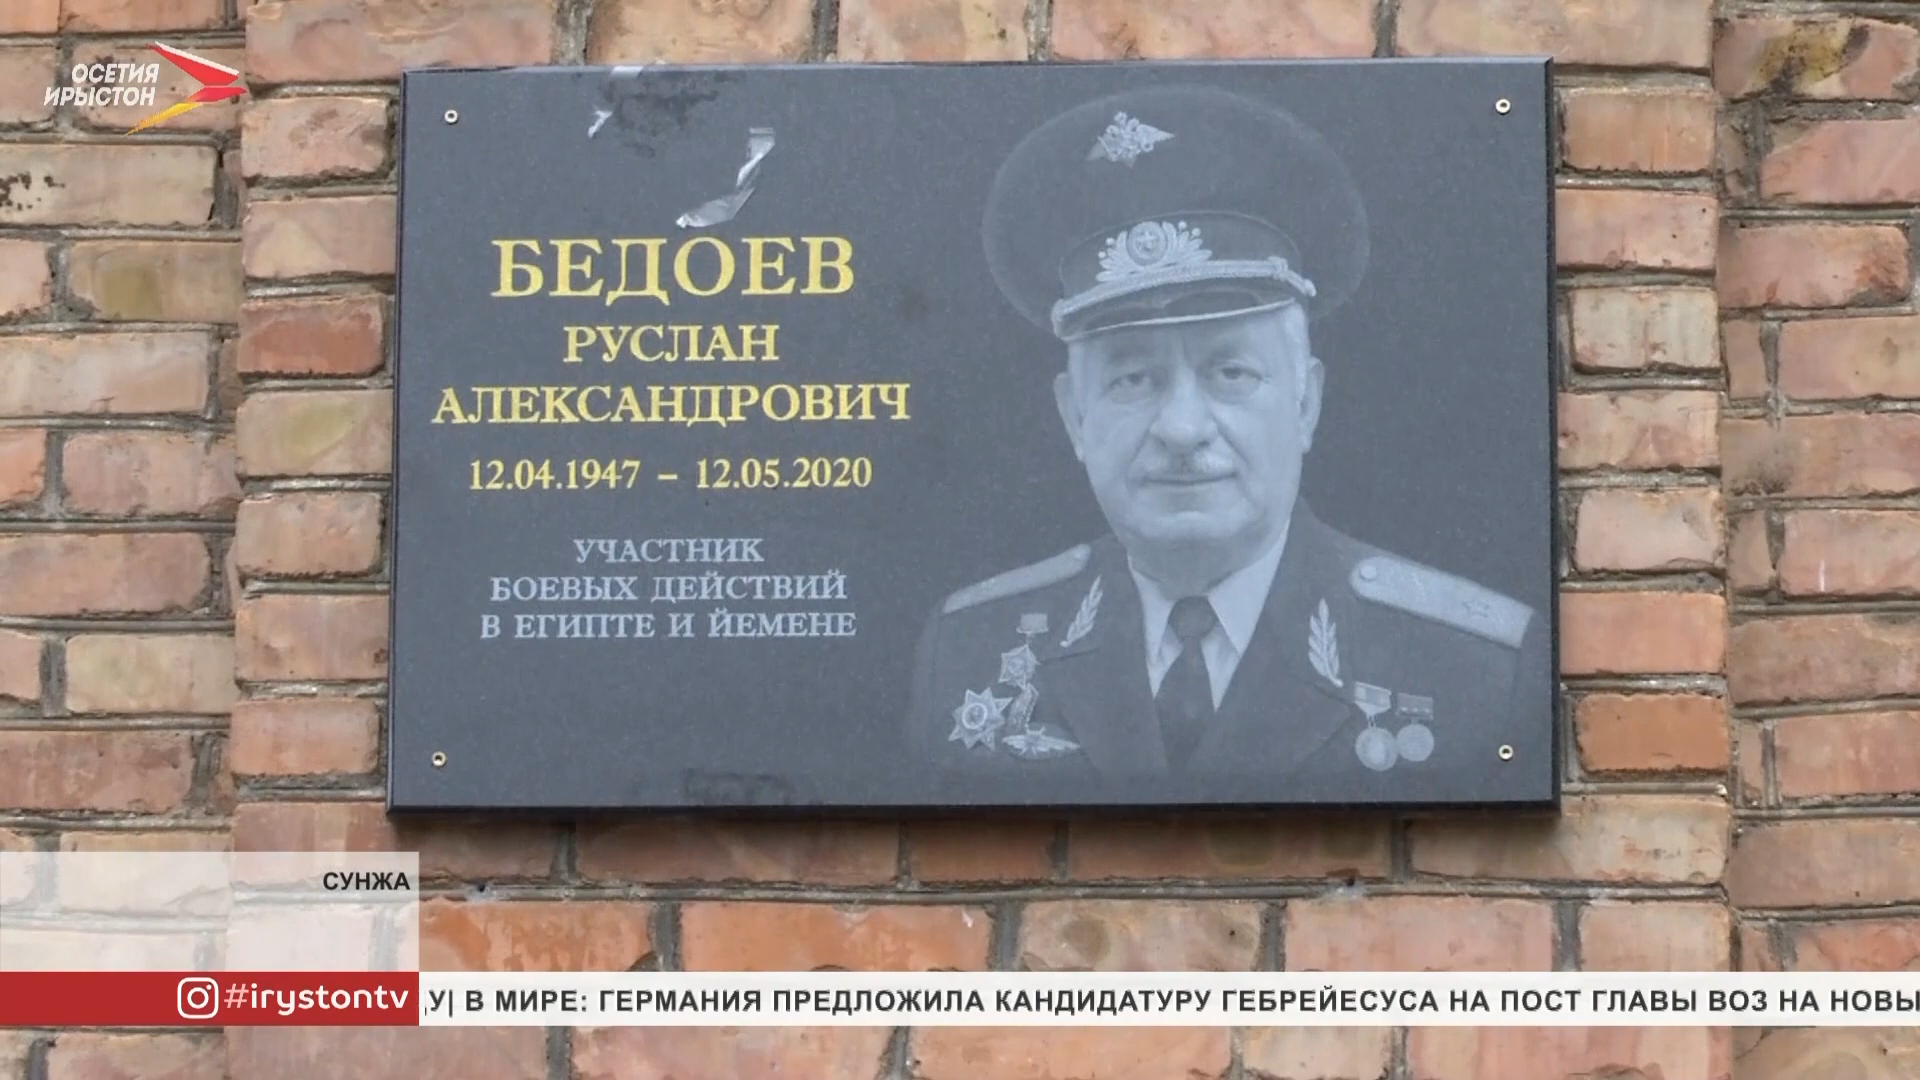 ОСЕТИЯ
ИРЫСТОН
БЕДОЕВ
РУСЛАН
АЛЕКСАНДРОВИЧ
12.04.1947 – 12.05.2020
УЧАСТНИК
БОЕВЫХ ДЕЙСТВИЙ
В ЕГИПТЕ И ЙЕМЕНЕ
СУНЖА
#irystontv
| В МИРЕ: ГЕРМАНИЯ ПРЕДЛОЖИЛА КАНДИДАТУРУ ГЕБРЕЙЕСУСА НА ПОСТ ГЛАВЫ ВОЗ НА НОВЫ